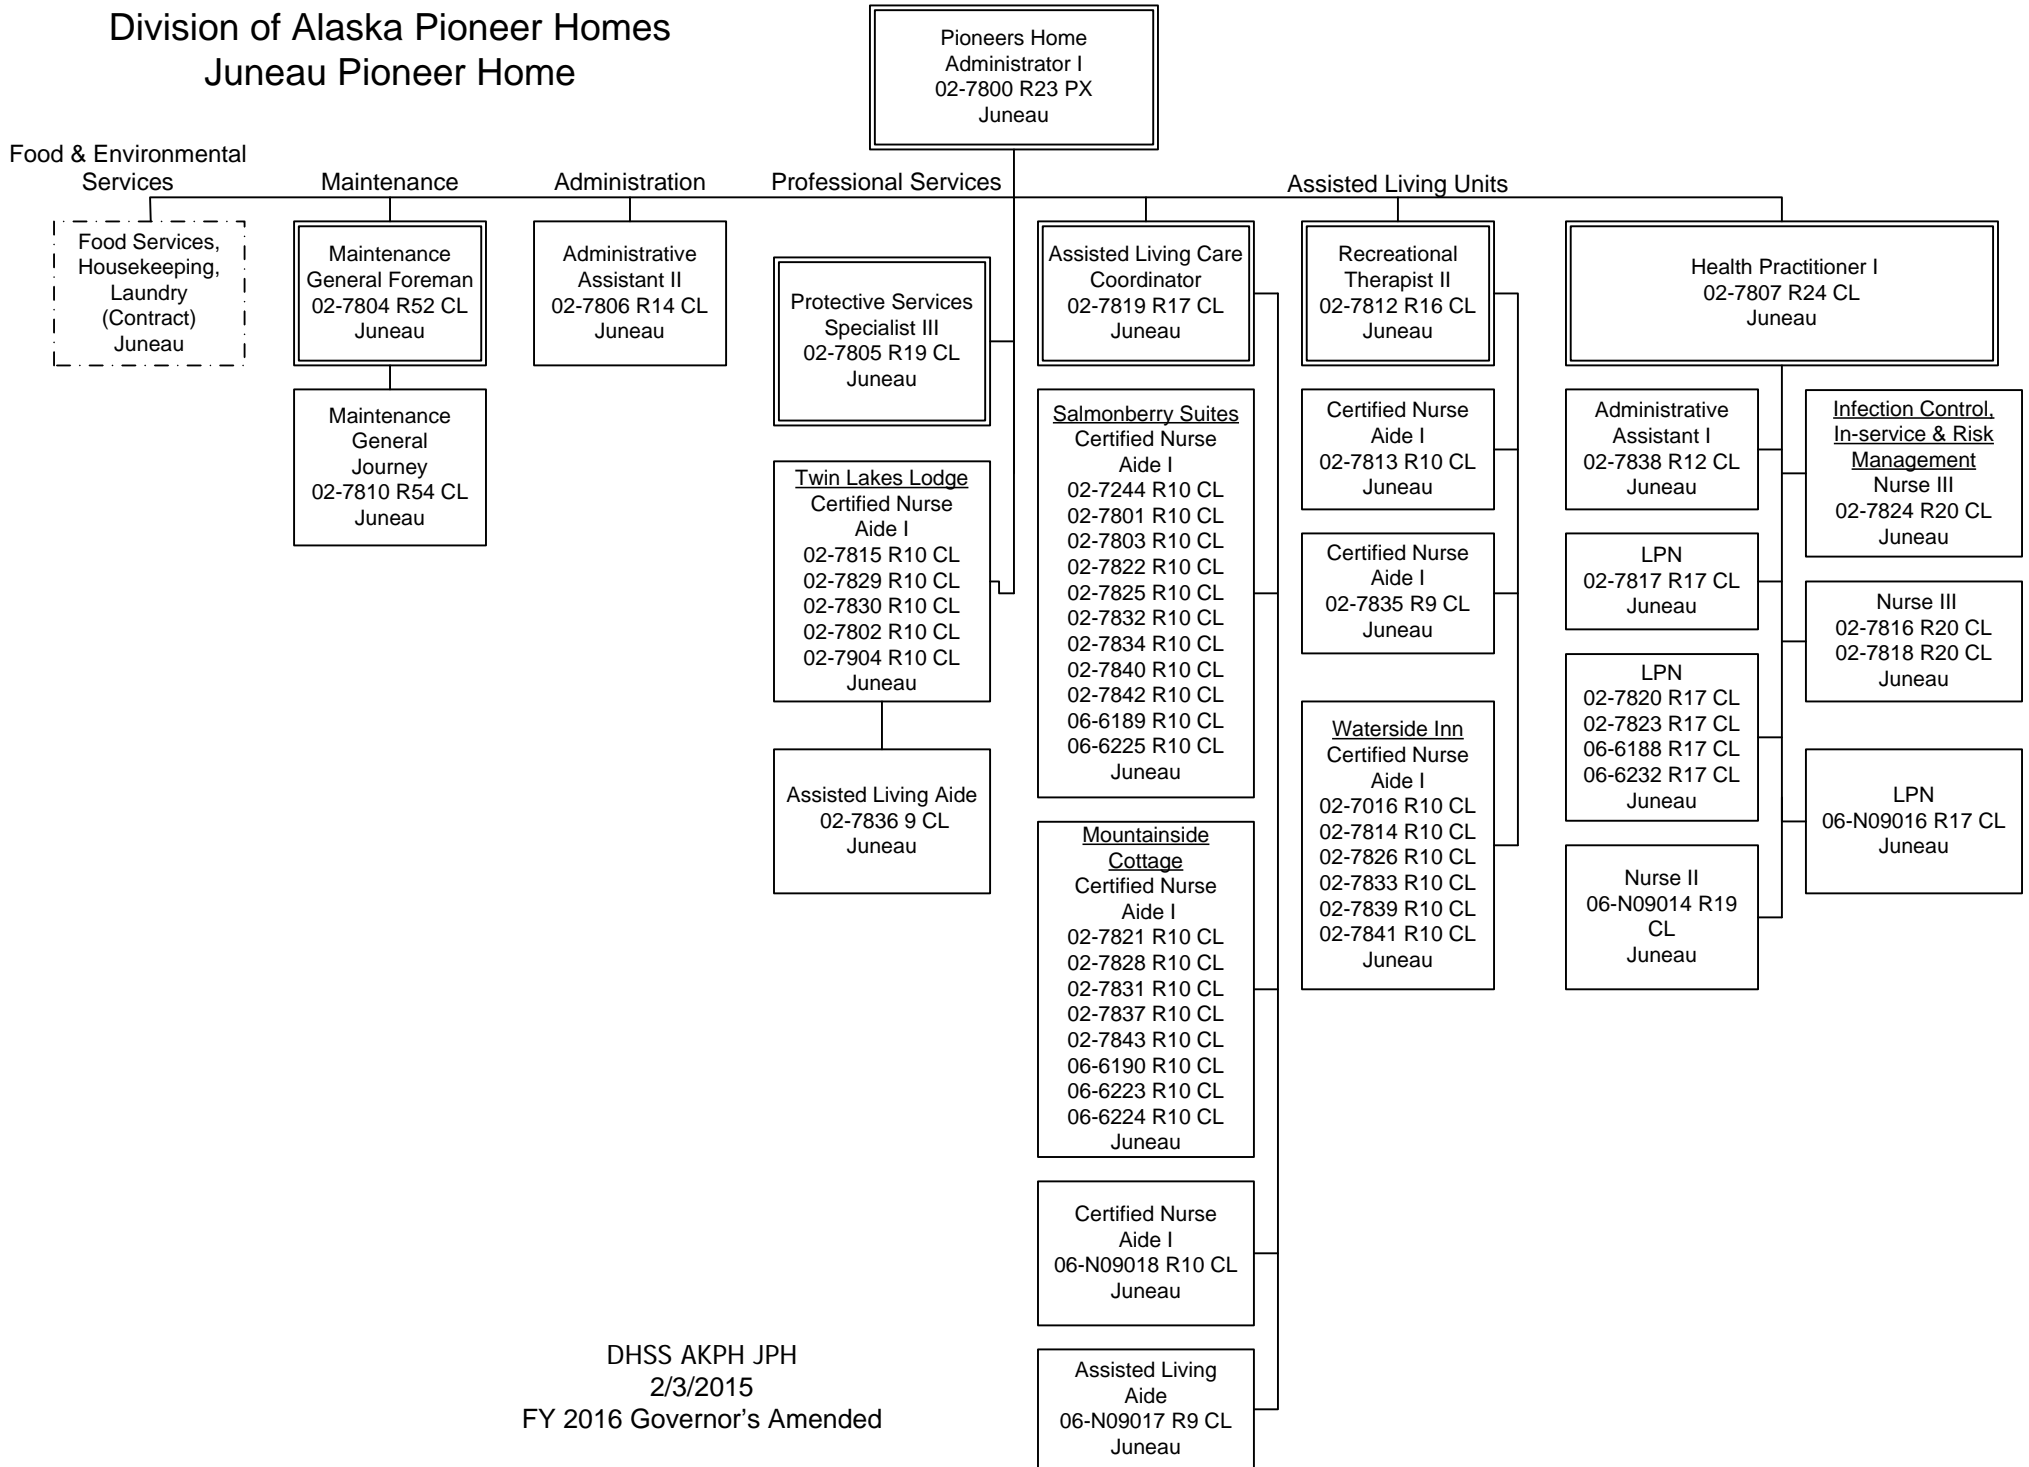 Division of Alaska Pioneer Homes
Juneau Pioneer Home
Pioneers Home
Administrator I
02-7800 R23 PX
Juneau
Food & Environmental
Services
Maintenance
Administration
Professional Services
Assisted Living Units
Food Services,
Housekeeping,
Laundry
(Contract)
Juneau
Maintenance
General Foreman
02-7804 R52 CL
Juneau
Maintenance
General
Journey
02-7810 R54 CL
Juneau
Administrative
Assistant II
02-7806 R14 CL
Juneau
Protective Services
Specialist III
02-7805 R19 CL
Juneau
Twin Lakes Lodge
Certified Nurse
Aide I
02-7815 R10 CL
02-7829 R10 CL
02-7830 R10 CL
02-7802 R10 CL
02-7904 R10 CL
Juneau
Assisted Living Aide
02-7836 9 CL
Juneau
Assisted Living Care
Coordinator
02-7819 R17 CL
Juneau
Salmonberry Suites
Certified Nurse
Aide I
02-7244 R10 CL
02-7801 R10 CL
02-7803 R10 CL
02-7822 R10 CL
02-7825 R10 CL
02-7832 R10 CL
02-7834 R10 CL
02-7840 R10 CL
02-7842 R10 CL
06-6189 R10 CL
06-6225 R10 CL
Juneau
Mountainside
Cottage
Certified Nurse
Aide I
02-7821 R10 CL
02-7828 R10 CL
02-7831 R10 CL
02-7837 R10 CL
02-7843 R10 CL
06-6190 R10 CL
06-6223 R10 CL
06-6224 R10 CL
Juneau
Certified Nurse
Aide I
06-N09018 R10 CL
Juneau
Assisted Living
Aide
06-N09017 R9 CL
Juneau
Recreational
Therapist II
02-7812 R16 CL
Juneau
Certified Nurse
Aide I
02-7813 R10 CL
Juneau
Certified Nurse
Aide I
02-7835 R9 CL
Juneau
Waterside Inn
Certified Nurse
Aide I
02-7016 R10 CL
02-7814 R10 CL
02-7826 R10 CL
02-7833 R10 CL
02-7839 R10 CL
02-7841 R10 CL
Juneau
Health Practitioner I
02-7807 R24 CL
Juneau
Administrative
Assistant I
02-7838 R12 CL
Juneau
LPN
02-7817 R17 CL
Juneau
LPN
02-7820 R17 CL
02-7823 R17 CL
06-6188 R17 CL
06-6232 R17 CL
Juneau
Nurse II
06-N09014 R19
CL
Juneau
Infection Control,
In-service & Risk
Management
Nurse III
02-7824 R20 CL
Juneau
Nurse III
02-7816 R20 CL
02-7818 R20 CL
Juneau
LPN
06-N09016 R17 CL
Juneau
DHSS AKPH JPH
2/3/2015
FY 2016 Governor’s Amended